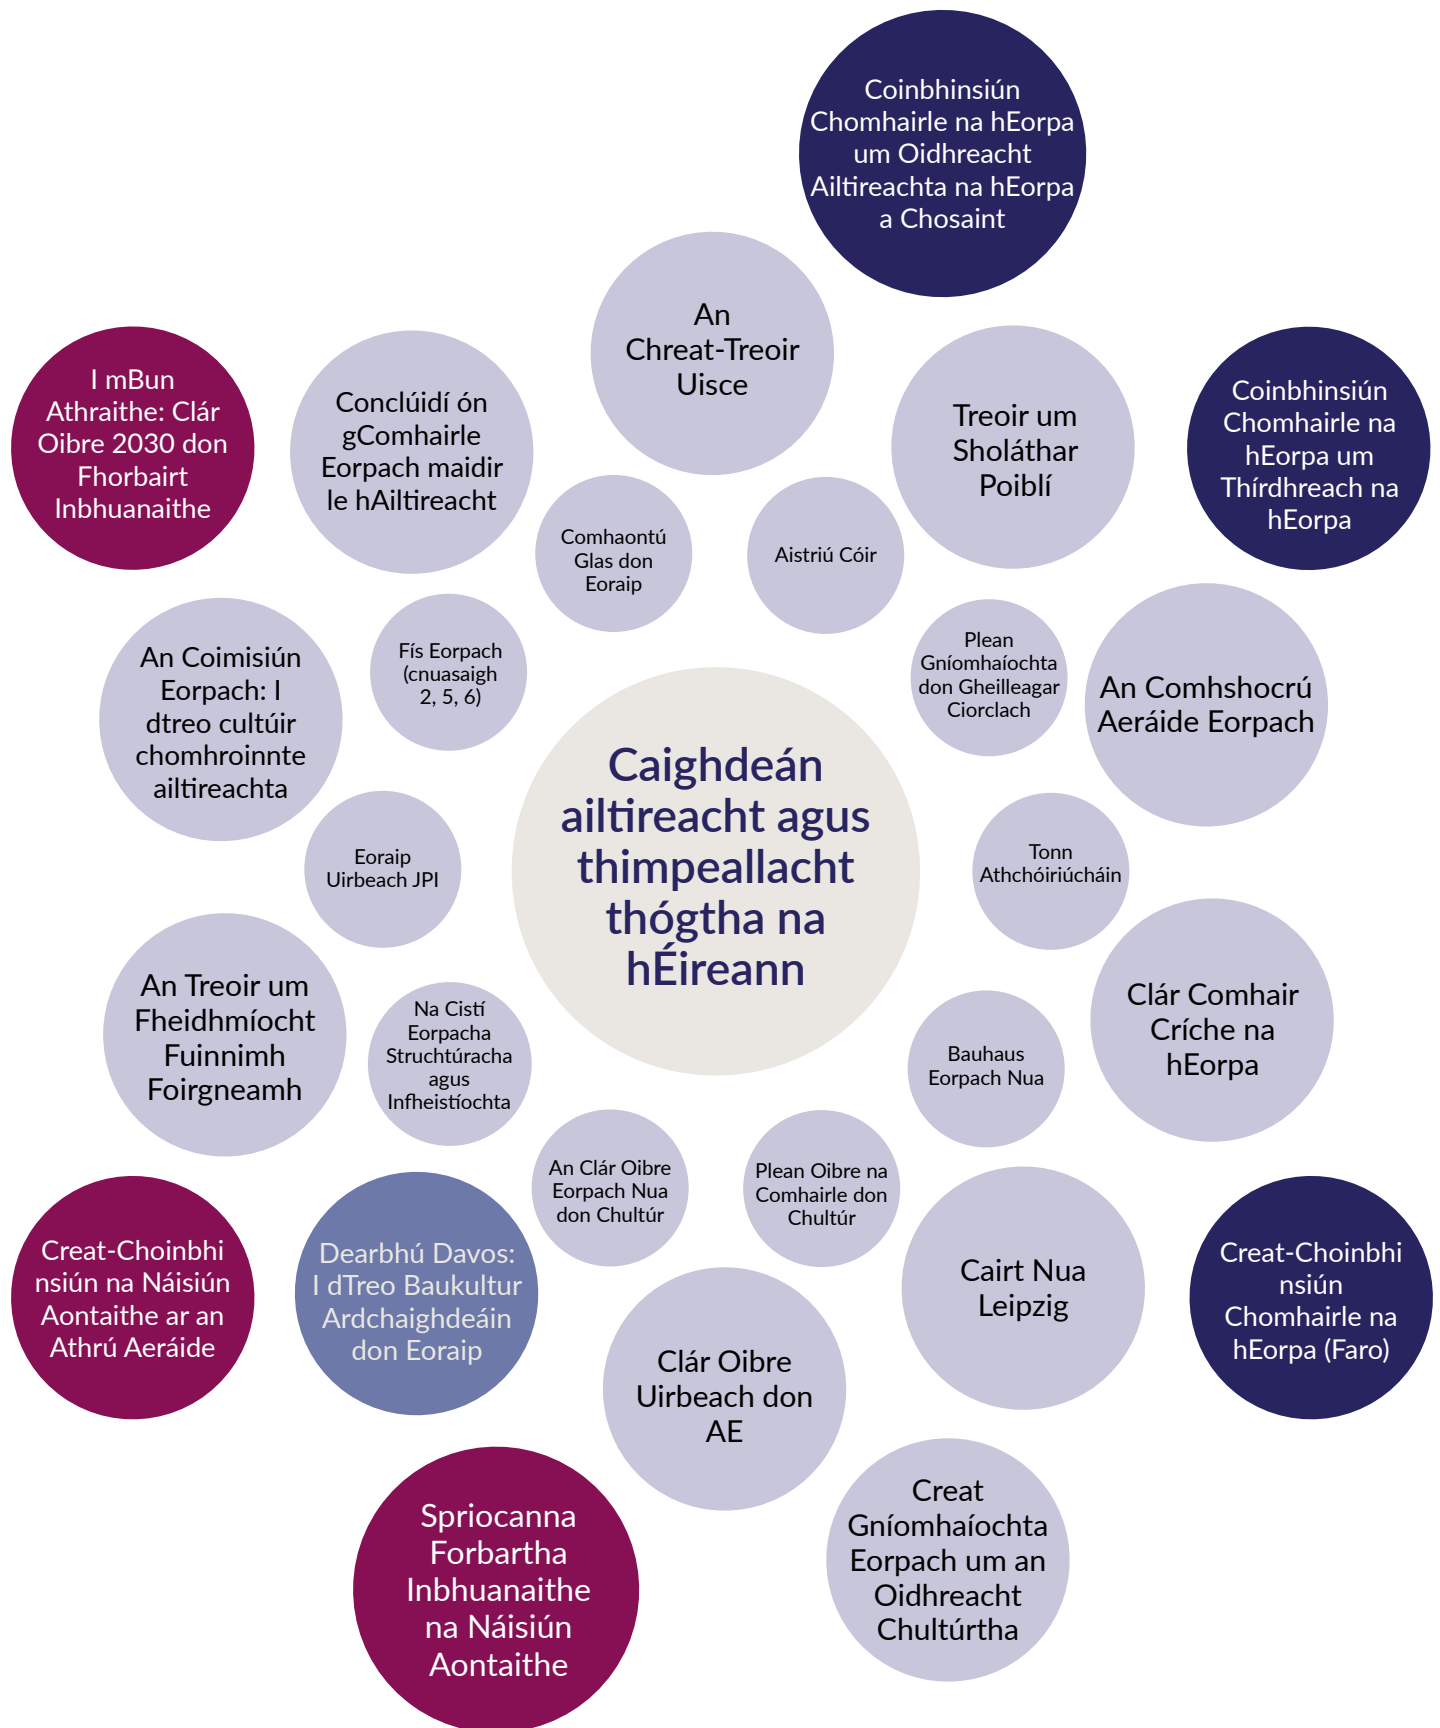 Coinbhinsiún
Chomhairle na hEorpa
um Oidhreacht
Ailtireachta na hEorpa
a Chosaint
An
Chreat-Treoir
Uisce
I mBun
Athraithe: Clár
Oibre 2030 don
Fhorbairt
Inbhuanaithe
Conclúidí ón
gComhairle
Eorpach maidir
le hAiltireacht
Treoir um
Sholáthar
Poiblí
Coinbhinsiún
Chomhairle na
hEorpa um
Thírdhreach na
hEorpa
Comhaontú
Glas don
Eoraip
Aistriú Cóir
An Coimisiún
Eorpach: I
dtreo cultúir
chomhroinnte
ailtireachta
Fís Eorpach
(cnuasaigh
2, 5, 6)
Plean
Gníomhaíochta
don Gheilleagar
Ciorclach
An Comhshocrú
Aeráide Eorpach
Caighdeán
ailtireacht agus
thimpeallacht
thógtha na
hÉireann
Eoraip
Uirbeach JPI
Tonn
Athchóiriúcháin
An Treoir um
Fheidhmíocht
Fuinnimh
Foirgneamh
Na Cistí
Eorpacha
Struchtúracha
agus
Infheistíochta
Bauhaus
Eorpach Nua
Clár Comhair
Críche na
hEorpa
An Clár Oibre
Eorpach Nua
don Chultúr
Plean Oibre na
Comhairle don
Chultúr
Creat-Choinbhi
nsiún na Náisiún
Aontaithe ar an
Athrú Aeráide
Dearbhú Davos:
I dTreo Baukultur
Ardchaighdeáin
don Eoraip
Cairt Nua
Leipzig
Creat-Choinbhi
nsiún
Chomhairle na
hEorpa (Faro)
Clár Oibre
Uirbeach don
AE
Spriocanna
Forbartha
Inbhuanaithe
na Náisiún
Aontaithe
Creat
Gníomhaíochta
Eorpach um an
Oidhreacht
Chultúrtha